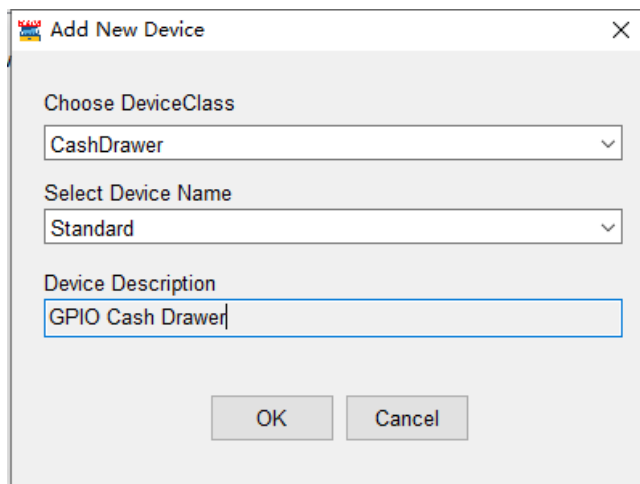 Add New Device
Choose DeviceClass
CashDrawer
Select Device Name
Standard
Device Description
GPIO Cash Drawer
OK Cancel